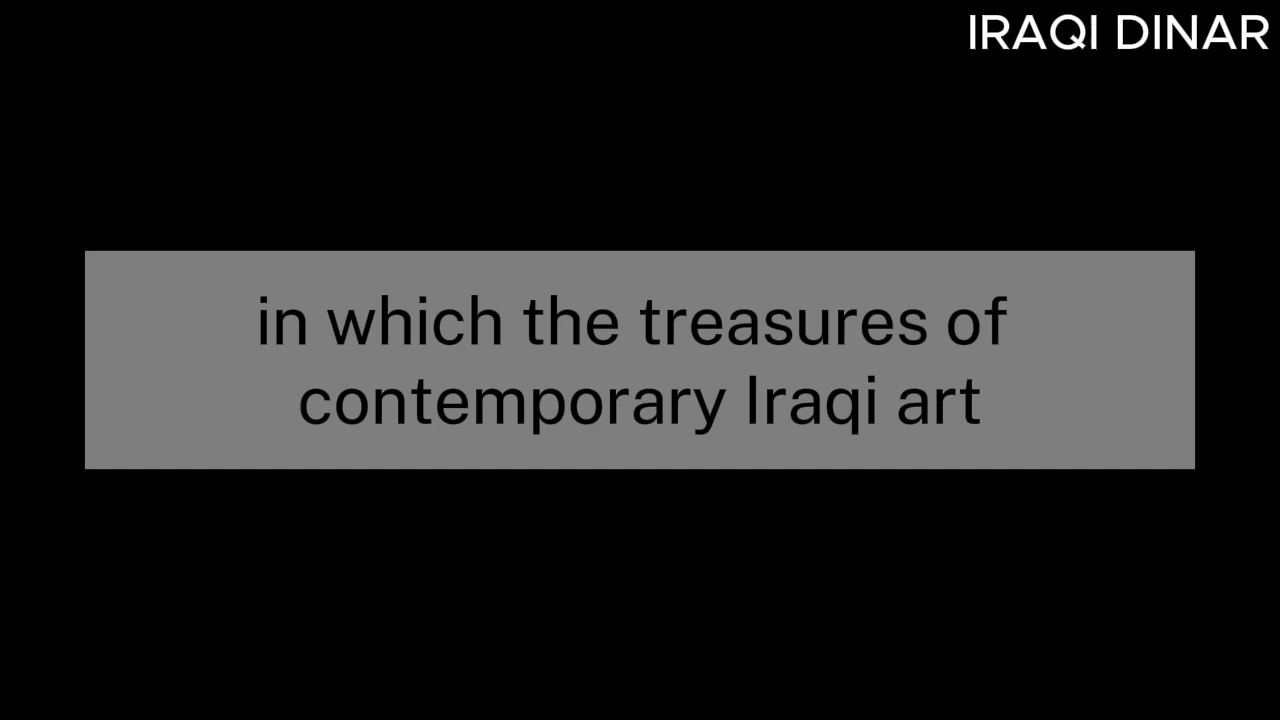 IRAQI DINAR
in which the treasures of
contemporary Iraqi art